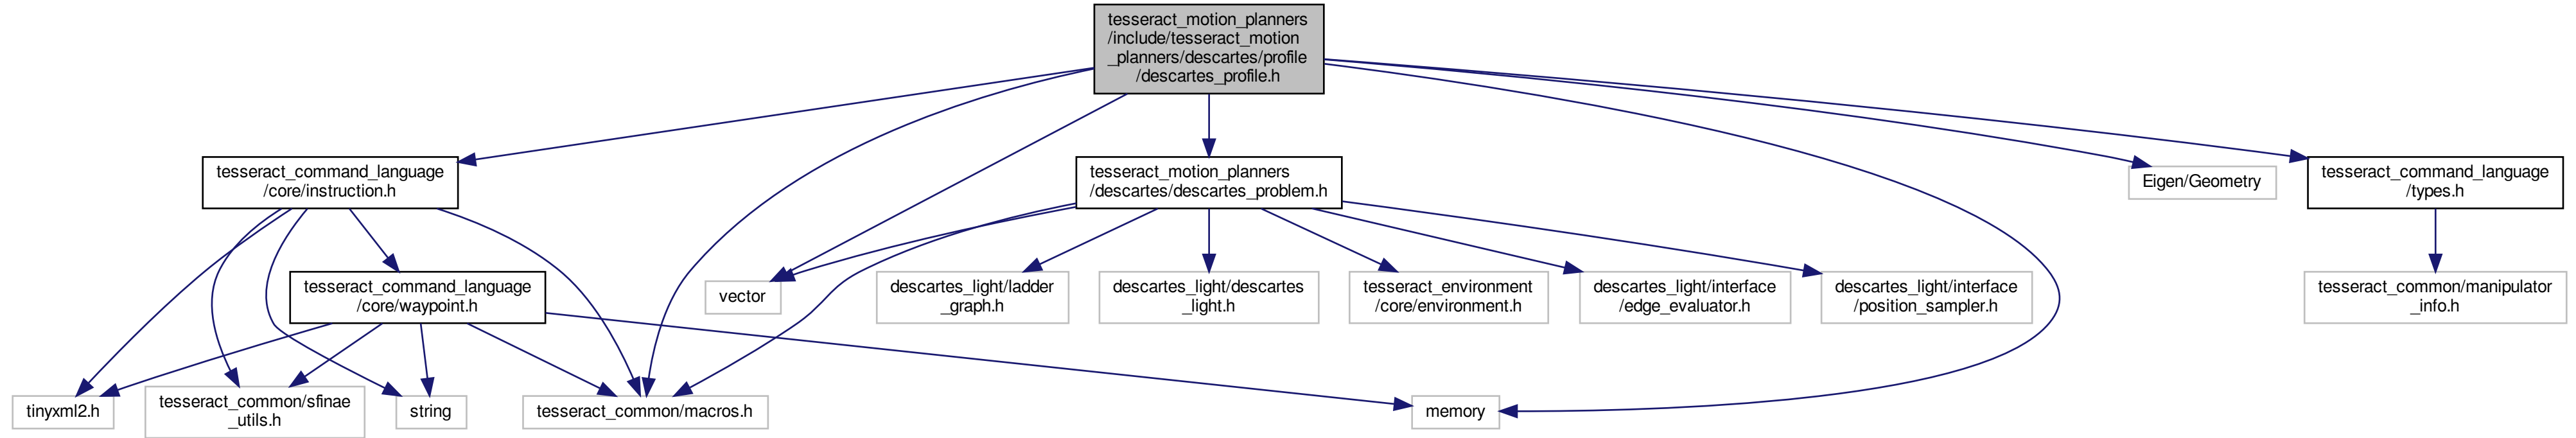 tesseract_motion_planners
/include/tesseract_motion
_planners/descartes/profile
/descartes_profile.h
tesseract_command_language
/core/instruction.h
tesseract_motion_planners
/descartes/descartes_problem.h
Eigen/Geometry
tesseract_command_language
/types.h
tesseract_command_language
/core/waypoint.h
vector
descartes_light/ladder
_graph.h
descartes_light/descartes
_light.h
tesseract_environment
/core/environment.h
descartes_light/interface
/edge_evaluator.h
descartes_light/interface
/position_sampler.h
tesseract_common/manipulator
_info.h
tinyxml2.h
tesseract_common/sfinae
_utils.h
string
tesseract_common/macros.h
memory